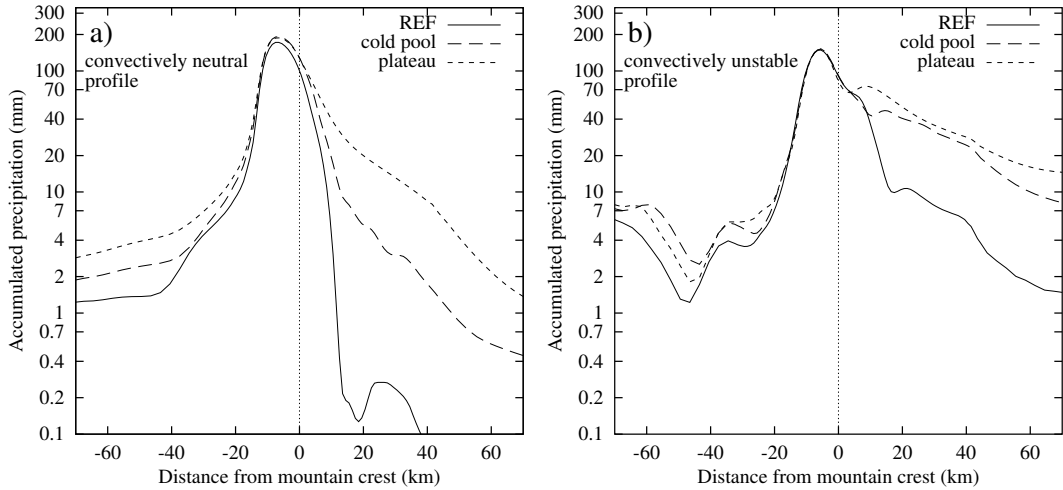 a)
convectively neutral
profile
REF
cold pool
plateau
Accumulated precipitation (mm)
300
200
100
70
40
20
10
7
4
2
1
0.7
0.4
0.2
0.1
-60 -40 -20 0 20 40 60
Distance from mountain crest (km)
b)
convectively unstable
profile
REF
cold pool
plateau
Accumulated precipitation (mm)
300
200
100
70
40
20
10
7
4
2
1
0.7
0.4
0.2
0.1
-60 -40 -20 0 20 40 60
Distance from mountain crest (km)